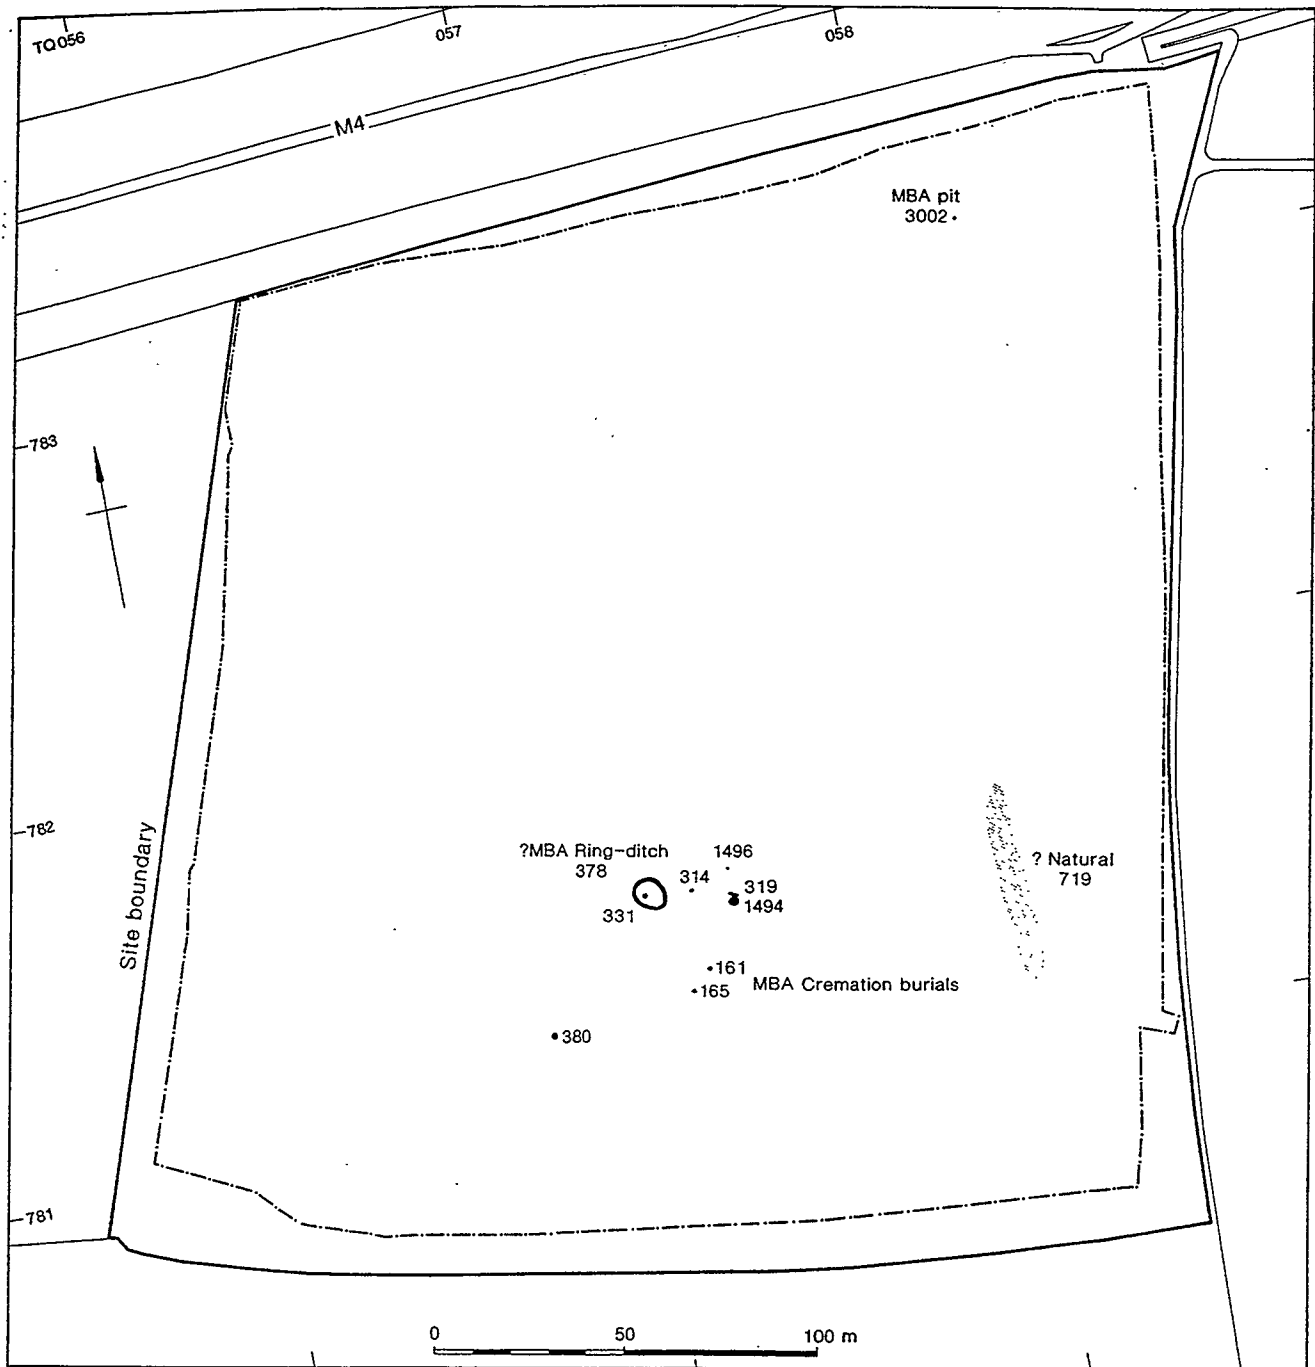 TQ056
057
058
M4
MBA pit
3002
783
782
Site boundary
?MBA Ring-ditch
378
1496
314
319
1494
331
? Natural
719
161
MBA Cremation burials
165
380
781
0 50 100 m